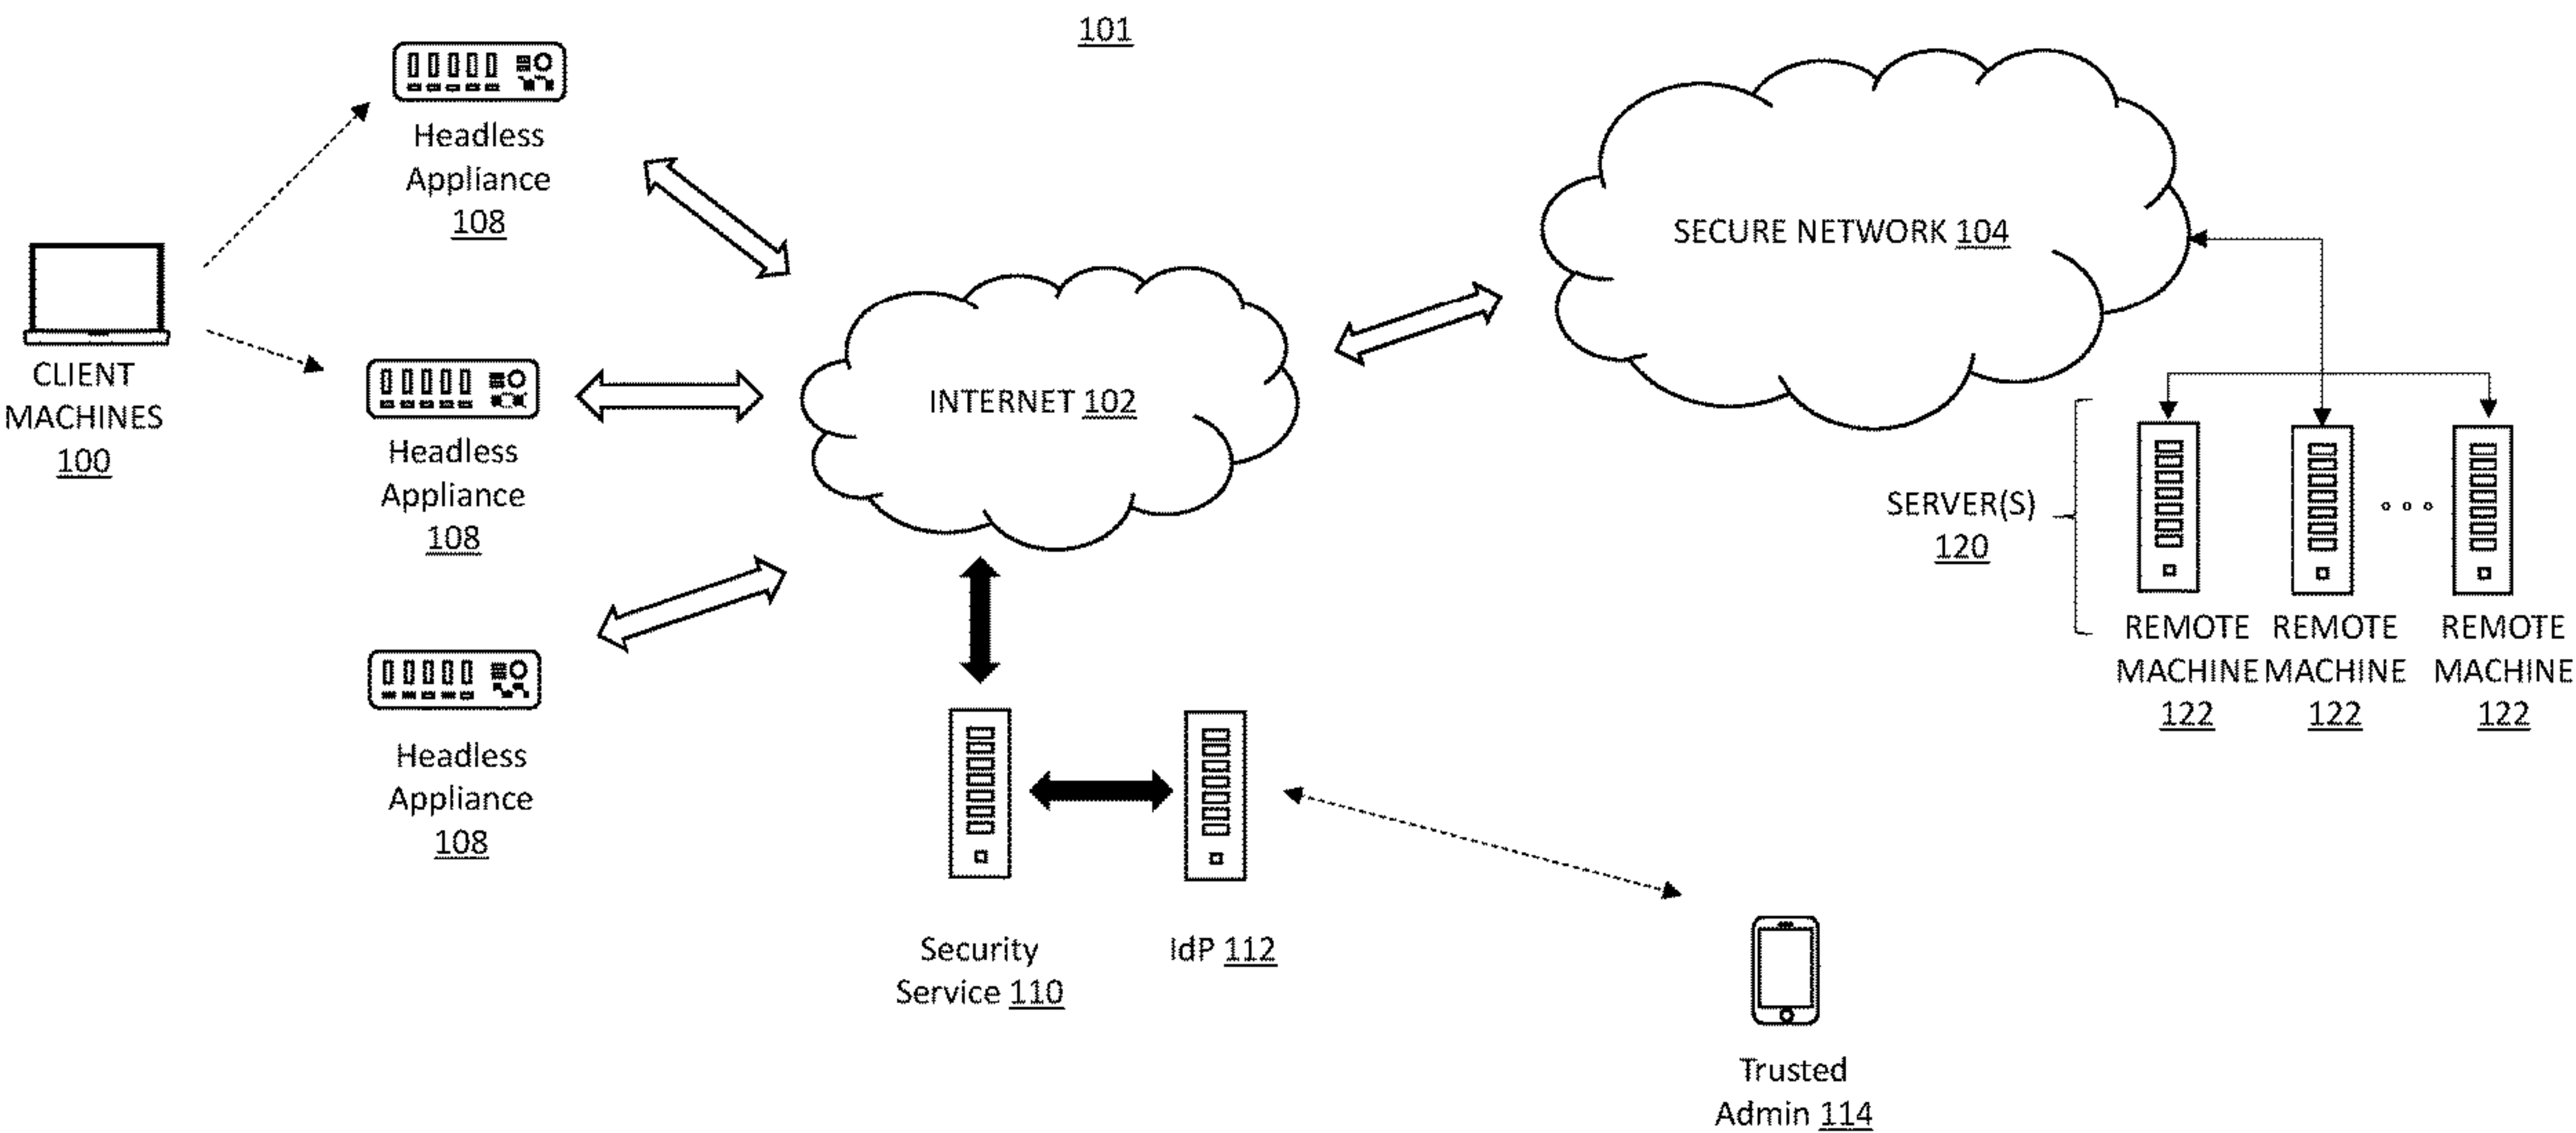 101
Headless
Appliance
108
CLIENT
MACHINES
100
Headless
Appliance
108
Headless
Appliance
108
INTERNET 102
SECURE NETWORK 104
SERVER(S)
120
REMOTE
MACHINE
122
REMOTE
MACHINE
122
REMOTE
MACHINE
122
Security
Service 110
IdP 112
Trusted
Admin 114